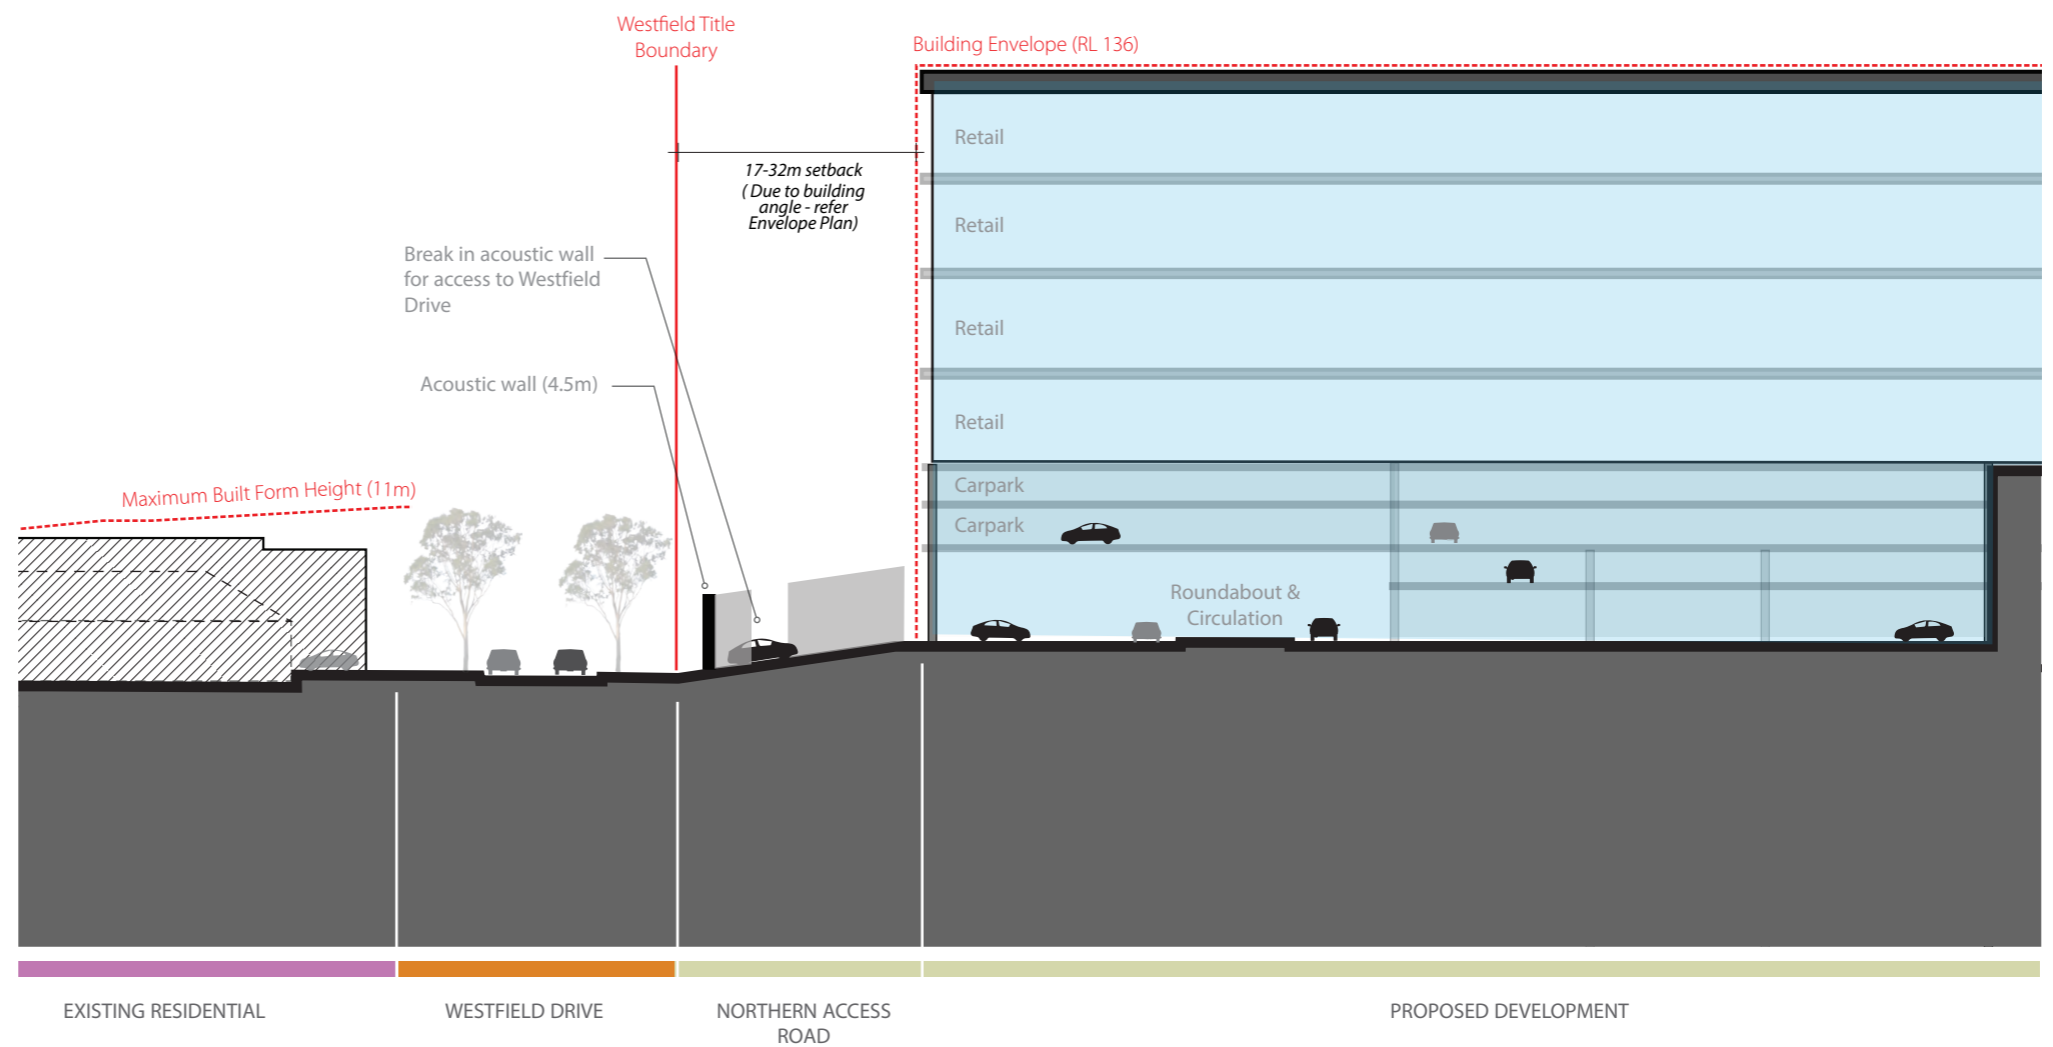 Westfield Title
Boundary
Building Envelope (RL 136)
Retail
17-32m setback
( Due to building
angle - refer
Envelope Plan)
Retail
Break in acoustic wall
for access to Westfield
Drive
Retail
Acoustic wall (4.5m)
Retail
Maximum Built Form Height (11m)
Carpark
Carpark
Roundabout &
Circulation
EXISTING RESIDENTIAL
WESTFIELD DRIVE
NORTHERN ACCESS
ROAD
PROPOSED DEVELOPMENT